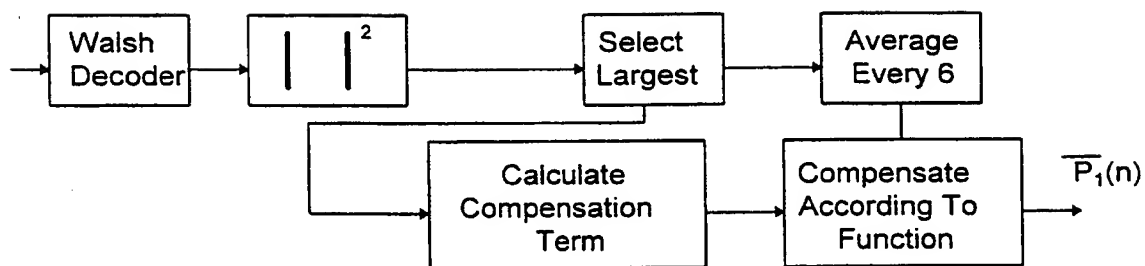 Walsh
Decoder
| |²
Select
Largest
Average
Every 6
Calculate
Compensation
Term
Compensate
According To
Function
P̅₁(n)